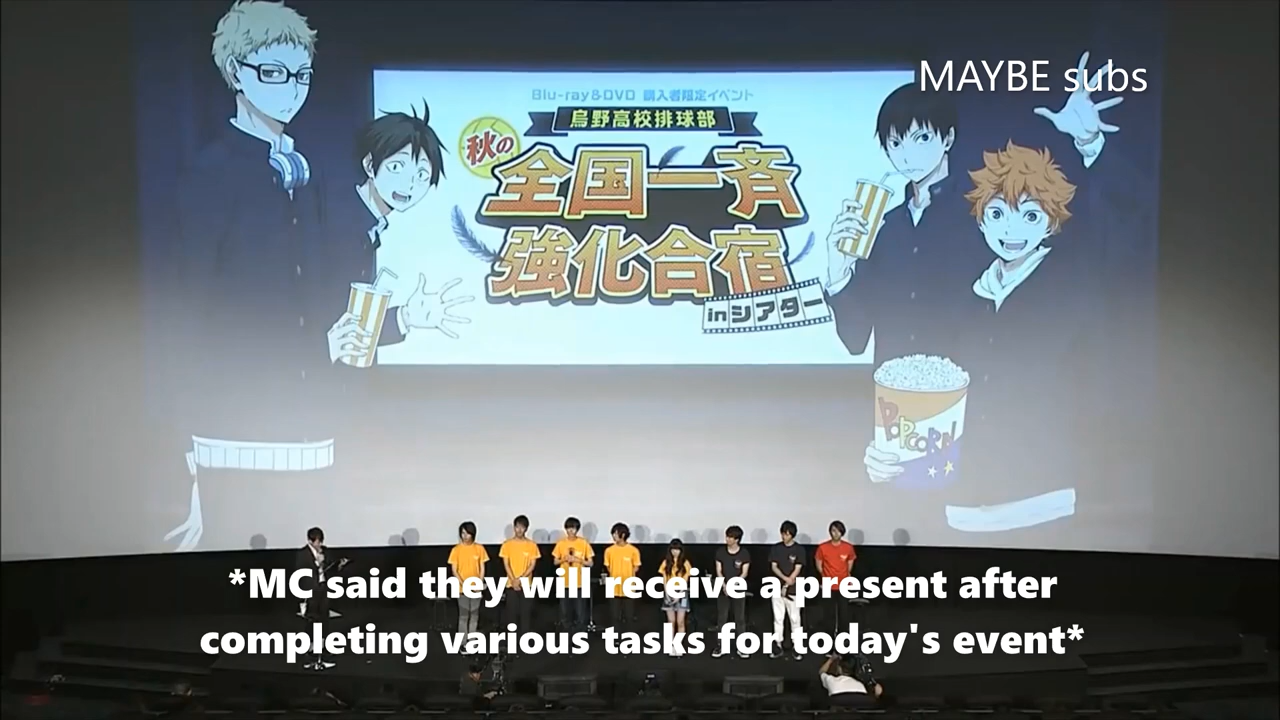 MAYBE subs
Blu-ray&DVD 購入者限定イベント
烏野高校排球部
秋の
全国一斉
強化合宿
inシアター
POPCORN
*MC said they will receive a present after
completing various tasks for today's event*